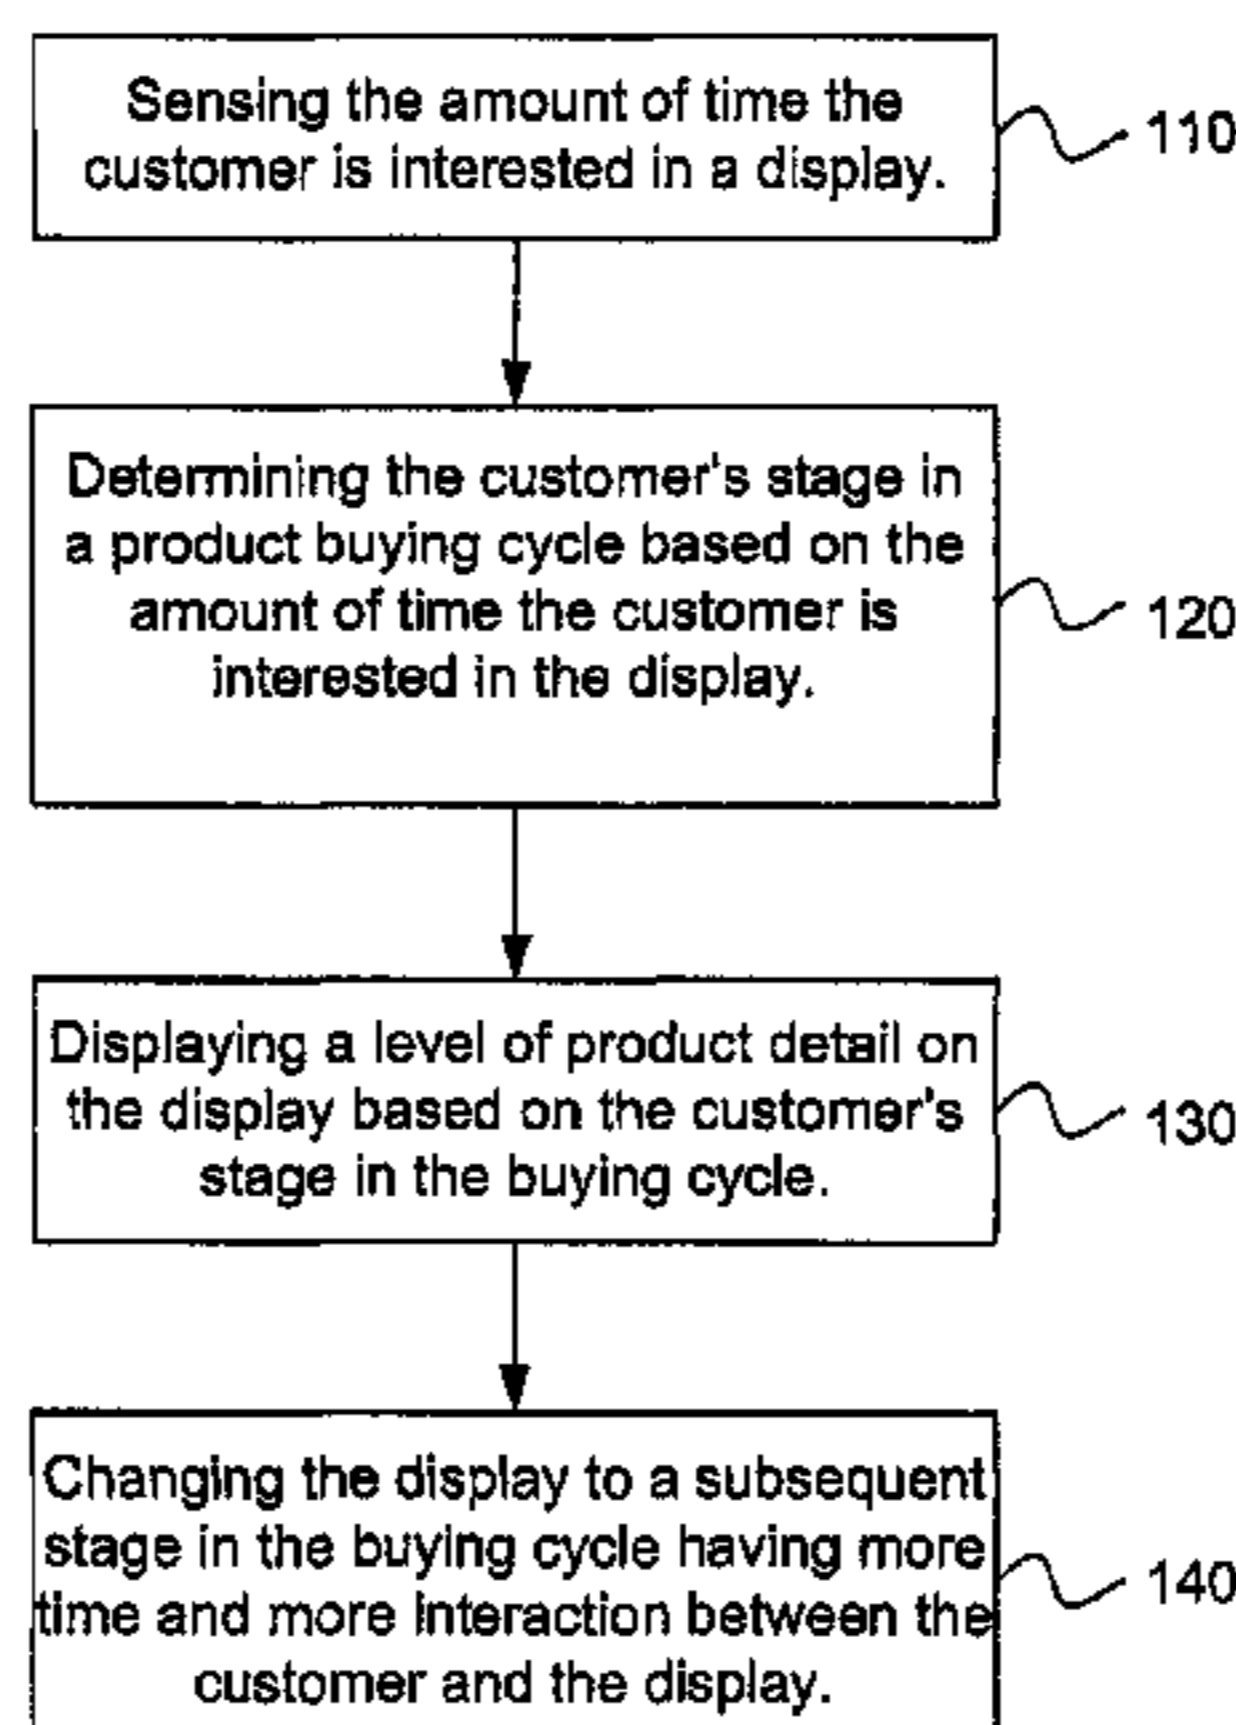 Sensing the amount of time the
customer is interested in a display.
110
Determining the customer's stage in
a product buying cycle based on the
amount of time the customer is
interested in the display.
120
Displaying a level of product detail on
the display based on the customer's
stage in the buying cycle.
130
Changing the display to a subsequent
stage in the buying cycle having more
time and more interaction between the
customer and the display.
140